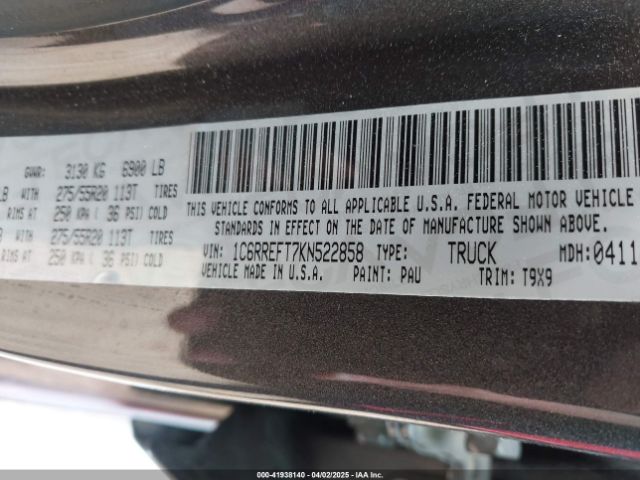 GVWR: 3130 KG 6900 LB
LB WITH 275/55R20 113T TIRES
RIMS AT 250 KPA ( 36 PSI) COLD
WITH 275/55R20 113T TIRES
RIMS AT 250 KPA ( 36 PSI) COLD
THIS VEHICLE CONFORMS TO ALL APPLICABLE U.S.A. FEDERAL MOTOR VEHICLE
STANDARDS IN EFFECT ON THE DATE OF MANUFACTURE SHOWN ABOVE.
VIN: 1C6RREFT7KN522858 TYPE: TRUCK MDH: 0411
VEHICLE MADE IN U.S.A. PAINT: PAU TRIM: T9X9
000-41938140 - 04/02/2025 - IAA Inc.